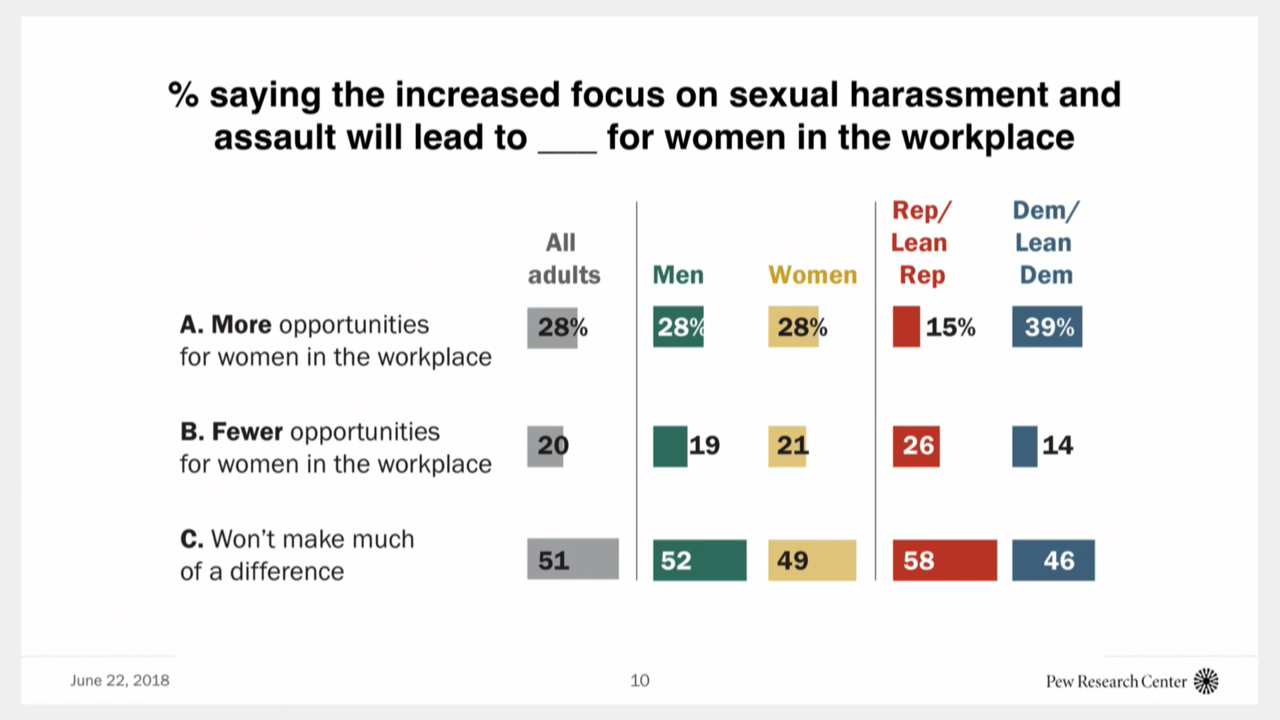 % saying the increased focus on sexual harassment and
assault will lead to ___ for women in the workplace
All
adults
Men
Women
Rep/
Lean
Rep
Dem/
Lean
Dem
A. More opportunities
for women in the workplace
28%
28%
28%
15%
39%
B. Fewer opportunities
for women in the workplace
20
19
21
26
14
C. Won’t make much
of a difference
51
52
49
58
46
June 22, 2018
10
Pew Research Center